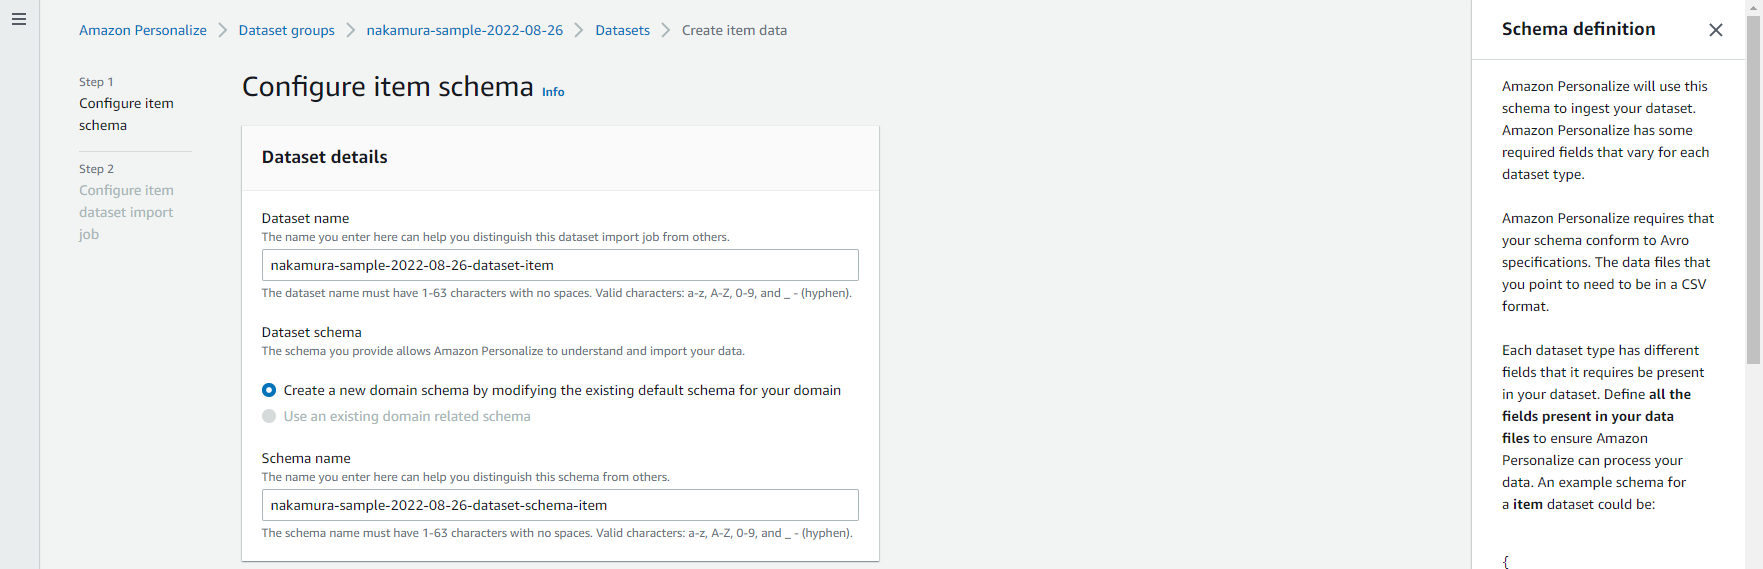 Amazon Personalize > Dataset groups > nakamura-sample-2022-08-26 > Datasets > Create item data
Step 1
Configure item
schema
Step 2
Configure item
dataset import
job
Configure item schema Info
Dataset details
Dataset name
The name you enter here can help you distinguish this dataset import job from others.
nakamura-sample-2022-08-26-dataset-item
The dataset name must have 1-63 characters with no spaces. Valid characters: a-z, A-Z, 0-9, and _ - (hyphen).
Dataset schema
The schema you provide allows Amazon Personalize to understand and import your data.
Create a new domain schema by modifying the existing default schema for your domain
Use an existing domain related schema
Schema name
The name you enter here can help you distinguish this schema from others.
nakamura-sample-2022-08-26-dataset-schema-item
The schema name must have 1-63 characters with no spaces. Valid characters: a-z, A-Z, 0-9, and _ - (hyphen).
Schema definition
Amazon Personalize will use this
schema to ingest your dataset.
Amazon Personalize has some
required fields that vary for each
dataset type.
Amazon Personalize requires that
your schema conform to Avro
specifications. The data files that
you point to need to be in a CSV
format.
Each dataset type has different
fields that it requires be present
in your dataset. Define all the
fields present in your data
files to ensure Amazon
Personalize can process your
data. An example schema for
a item dataset could be:
{